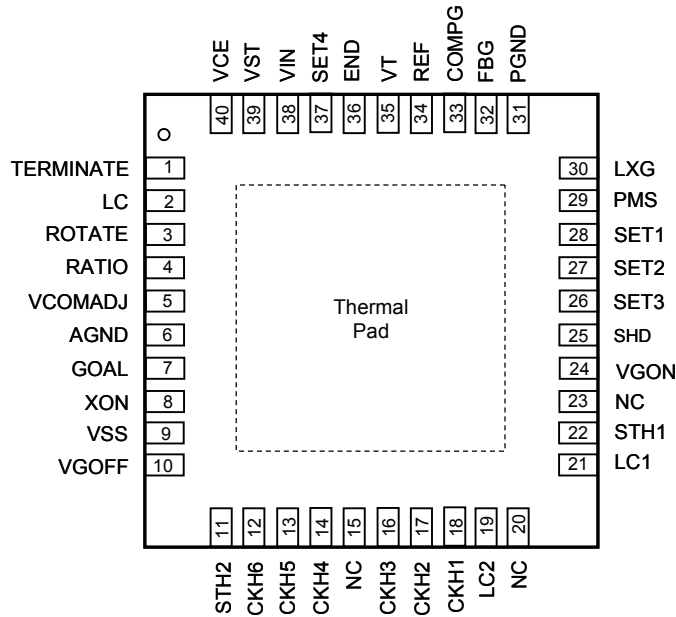 VCE VST VIN SET4 END VT REF COMPG FBG PGND
40 39 38 37 36 35 34 33 32 31
TERMINATE 1
LC 2
ROTATE 3
RATIO 4
VCOMADJ 5
AGND 6
GOAL 7
XON 8
VSS 9
VGOFF 10
Thermal
Pad
30 LXG
29 PMS
28 SET1
27 SET2
26 SET3
25 SHD
24 VGON
23 NC
22 STH1
21 LC1
11 12 13 14 15 16 17 18 19 20
STH2 CKH6 CKH5 CKH4 NC CKH3 CKH2 CKH1 LC2 NC